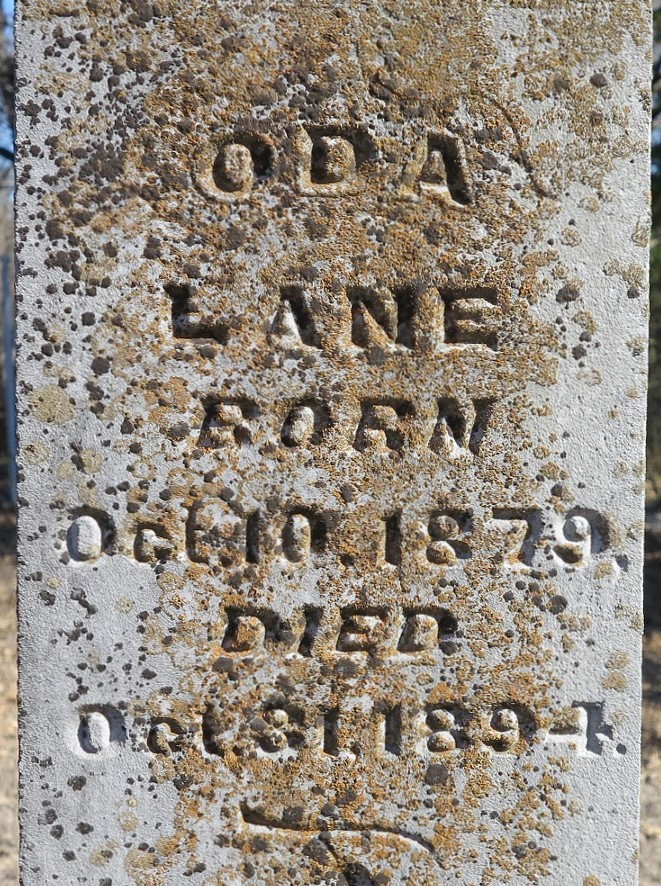 ODA
LANE
BORN
Oct.10.1879.
DIED
Oct.31.1894.